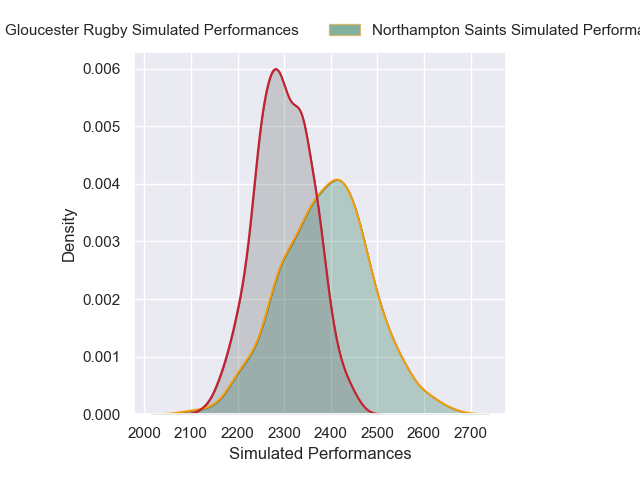 Gloucester Rugby Simulated Performances
Northampton Saints Simulated
0.006
0.005
0.004
0.003
0.002
0.001
0.000
Density
2000 2100 2200 2300 2400 2500 2600 2700
Simulated Performances